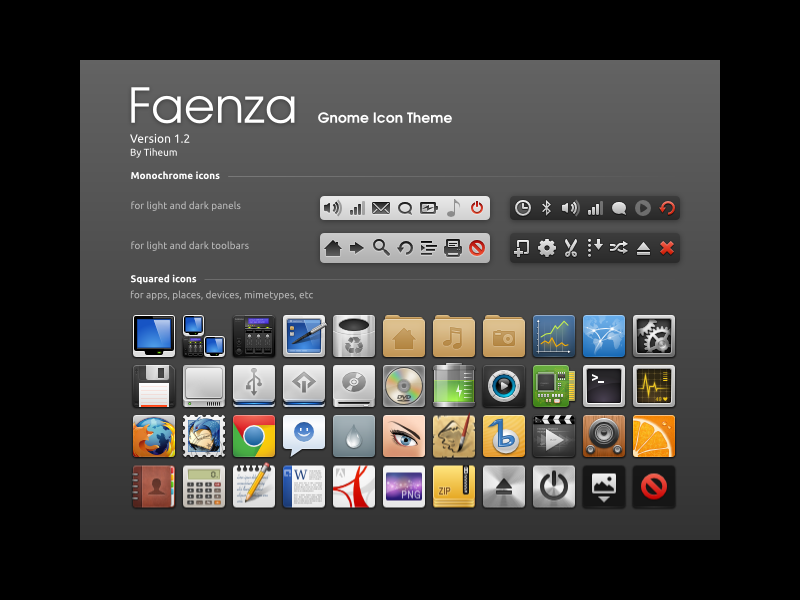 Faenza
Gnome Icon Theme
Version 1.2
By Tiheum
Monochrome icons
for light and dark panels
for light and dark toolbars
Squared icons
for apps, places, devices, mimetypes, etc
DVD
>_
W
PNG
ZIP